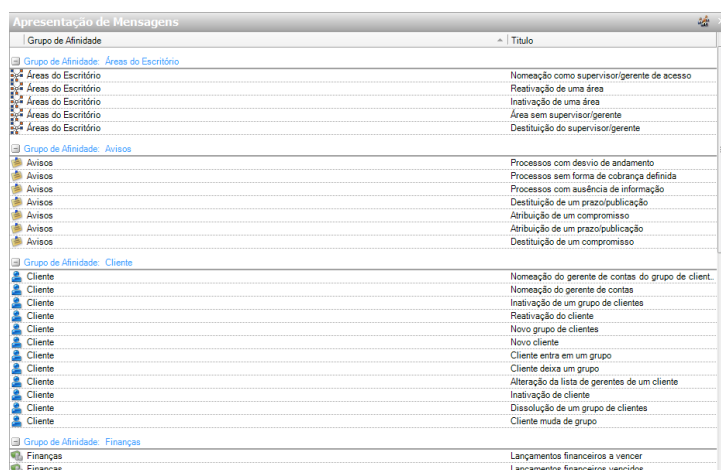 Apresentação de Mensagens
Grupo de Afinidade Titulo
Grupo de Afinidade: Áreas do Escritório
Áreas do Escritório Nomeação como supervisor/gerente de acesso
Áreas do Escritório Reativação de uma área
Áreas do Escritório Inativação de uma área
Áreas do Escritório Área sem supervisor/gerente
Áreas do Escritório Destituição do supervisor/gerente
Grupo de Afinidade: Avisos
Avisos Processos com desvio de andamento
Avisos Processos sem forma de cobrança definida
Avisos Processos com ausência de informação
Avisos Destituição de um prazo/publicação
Avisos Atribuição de um compromisso
Avisos Atribuição de um prazo/publicação
Avisos Destituição de um compromisso
Grupo de Afinidade: Cliente
Cliente Nomeação do gerente de contas do grupo de client..
Cliente Nomeação do gerente de contas
Cliente Inativação de um grupo de clientes
Cliente Reativação do cliente
Cliente Novo grupo de clientes
Cliente Novo cliente
Cliente Cliente entra em um grupo
Cliente Cliente deixa um grupo
Cliente Alteração da lista de gerentes de um cliente
Cliente Inativação de cliente
Cliente Dissolução de um grupo de clientes
Cliente Cliente muda de grupo
Grupo de Afinidade: Finanças
Finanças Lançamentos financeiros a vencer
Finanças Lançamentos financeiros vencidos